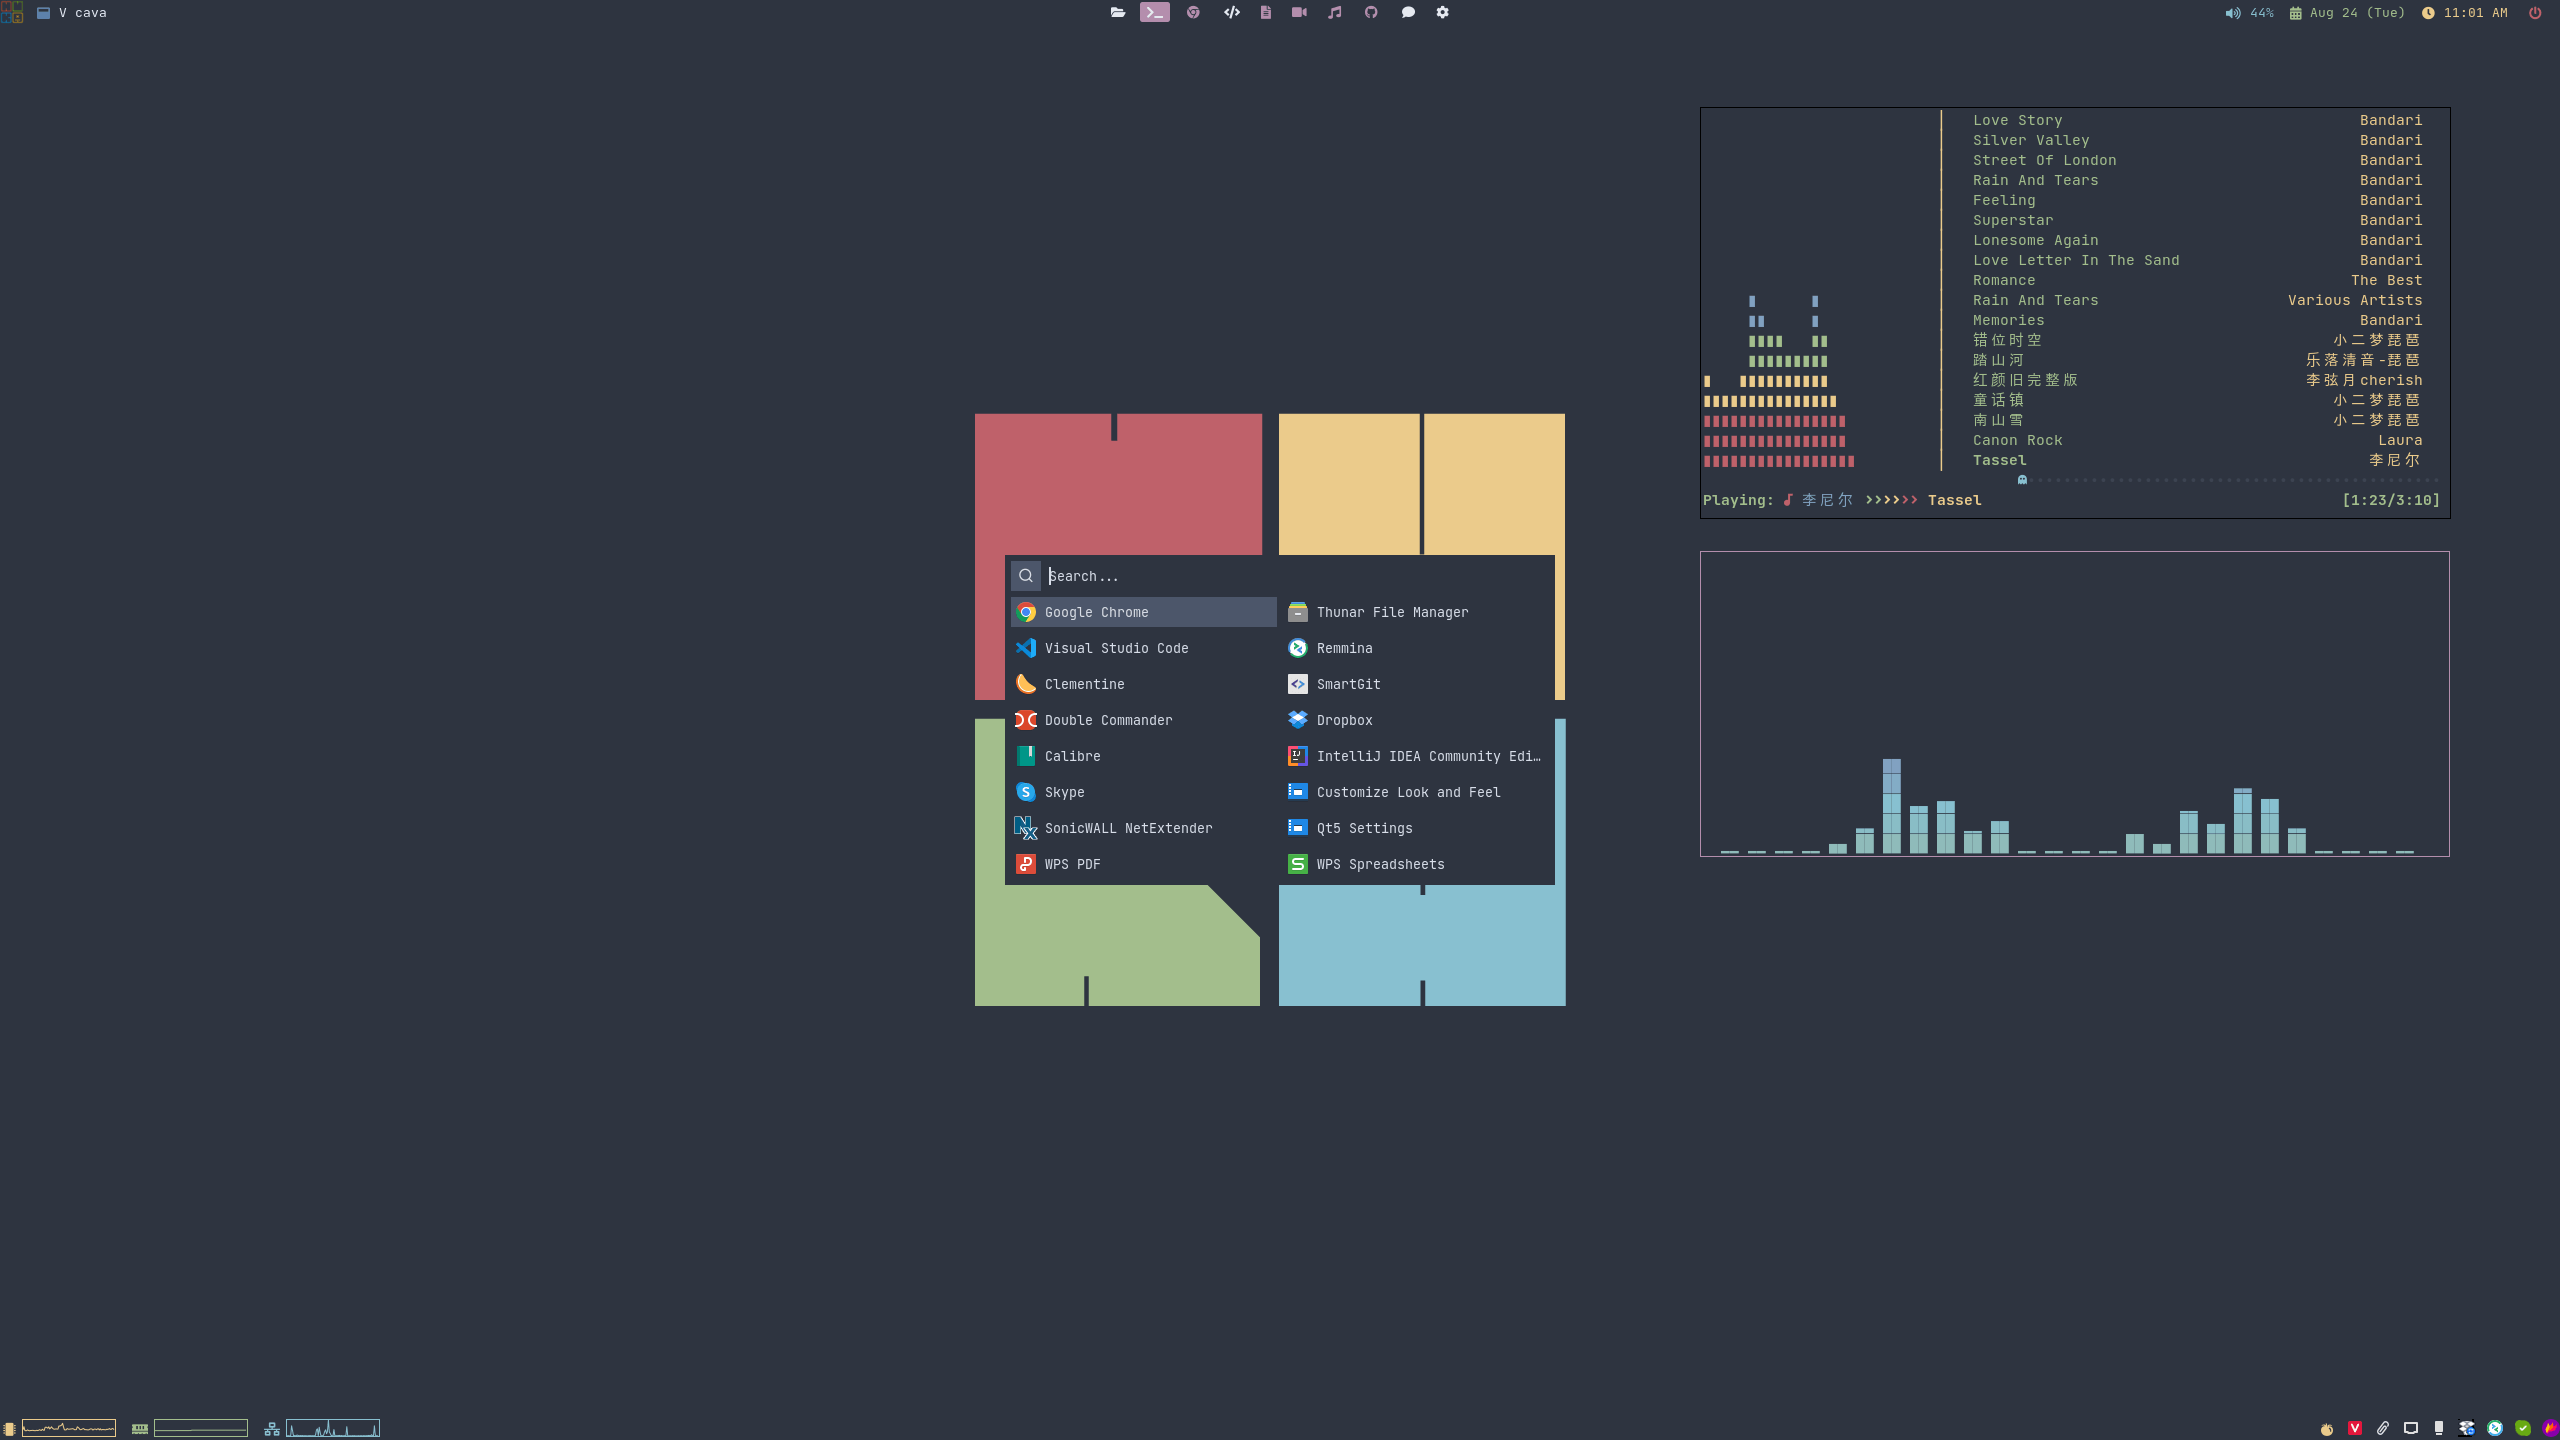 V cava
44% Aug 24 (Tue) 11:01 AM
Love Story Bandari
Silver Valley Bandari
Street Of London Bandari
Rain And Tears Bandari
Feeling Bandari
Superstar Bandari
Lonesome Again Bandari
Love Letter In The Sand Bandari
Romance The Best
Rain And Tears Various Artists
Memories Bandari
错位时空 小二梦琵琶
踏山河 乐落清音-琵琶
红颜旧完整版 李弦月cherish
童话镇 小二梦琵琶
南山雪 小二梦琵琶
Canon Rock Laura
Tassel 李尼尔
Playing: 李尼尔 >>>>>> Tassel [1:23/3:10]
Search...
Google Chrome Thunar File Manager
Visual Studio Code Remmina
Clementine SmartGit
Double Commander Dropbox
Calibre IntelliJ IDEA Community Edi…
Skype Customize Look and Feel
SonicWALL NetExtender Qt5 Settings
WPS PDF WPS Spreadsheets